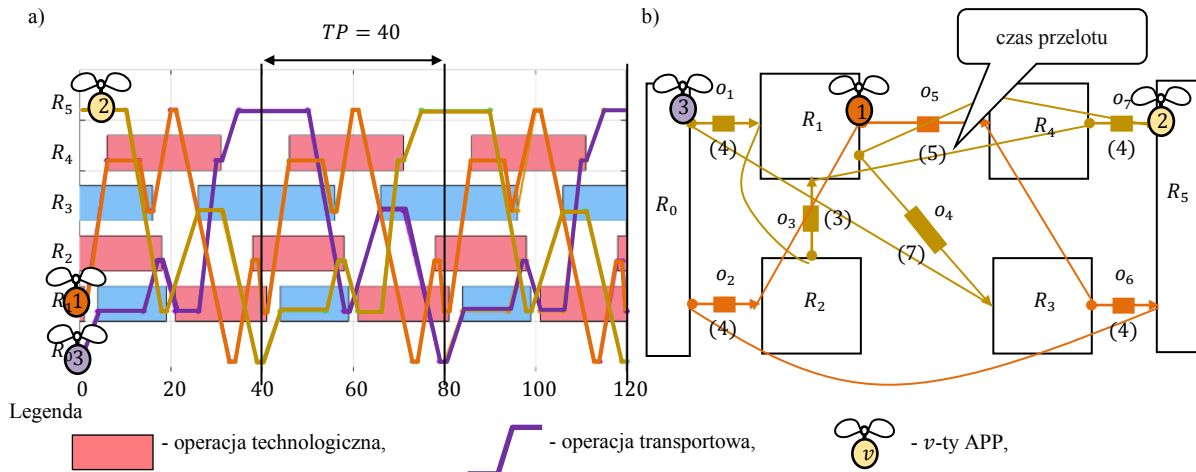 a)
TP = 40
R₅
2
R₄
R₃
R₂
R₁
1
R₀
3
0 20 40 60 80 100 120
b)
czas przelotu
3
o₁
1
o₅
o₇
2
R₁
R₄
(4)
(5)
(4)
R₀
R₅
o₃
(3)
o₄
(7)
o₂
R₂
R₃
o₆
(4)
(4)
Legenda
- operacja technologiczna,
- operacja transportowa,
v
- v-ty APP,